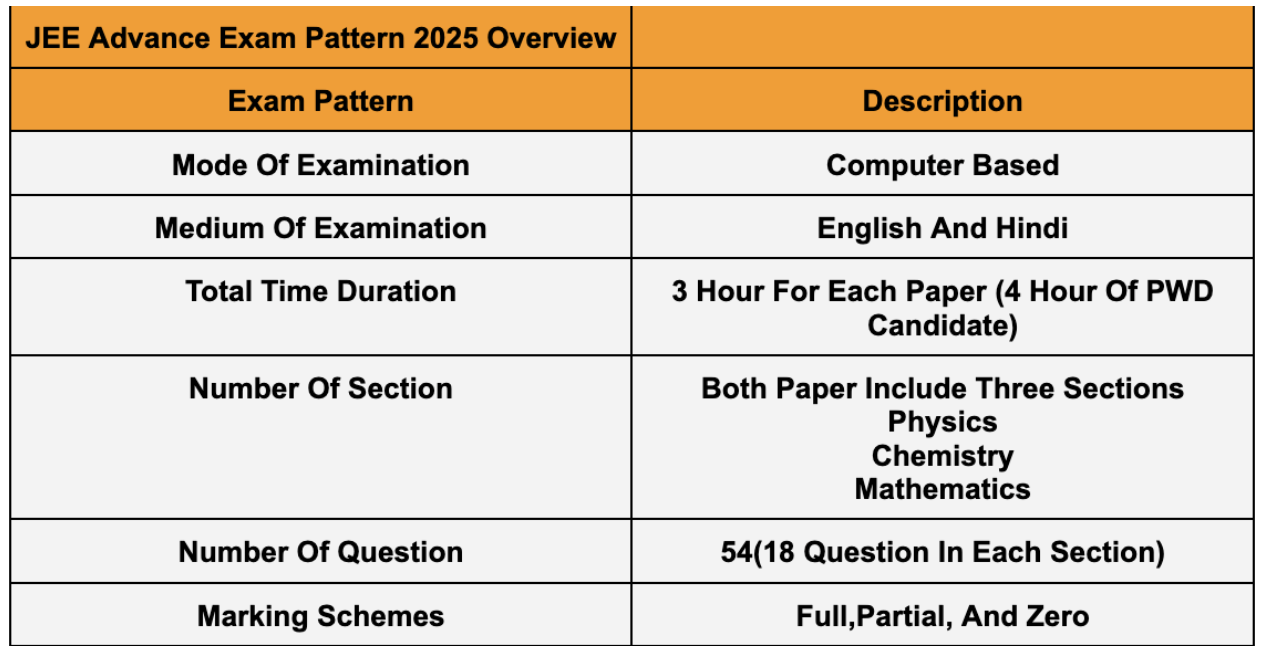 JEE Advance Exam Pattern 2025 Overview
Exam Pattern
Description
Mode Of Examination
Computer Based
Medium Of Examination
English And Hindi
Total Time Duration
3 Hour For Each Paper (4 Hour Of PWD
Candidate)
Number Of Section
Both Paper Include Three Sections
Physics
Chemistry
Mathematics
Number Of Question
54(18 Question In Each Section)
Marking Schemes
Full,Partial, And Zero